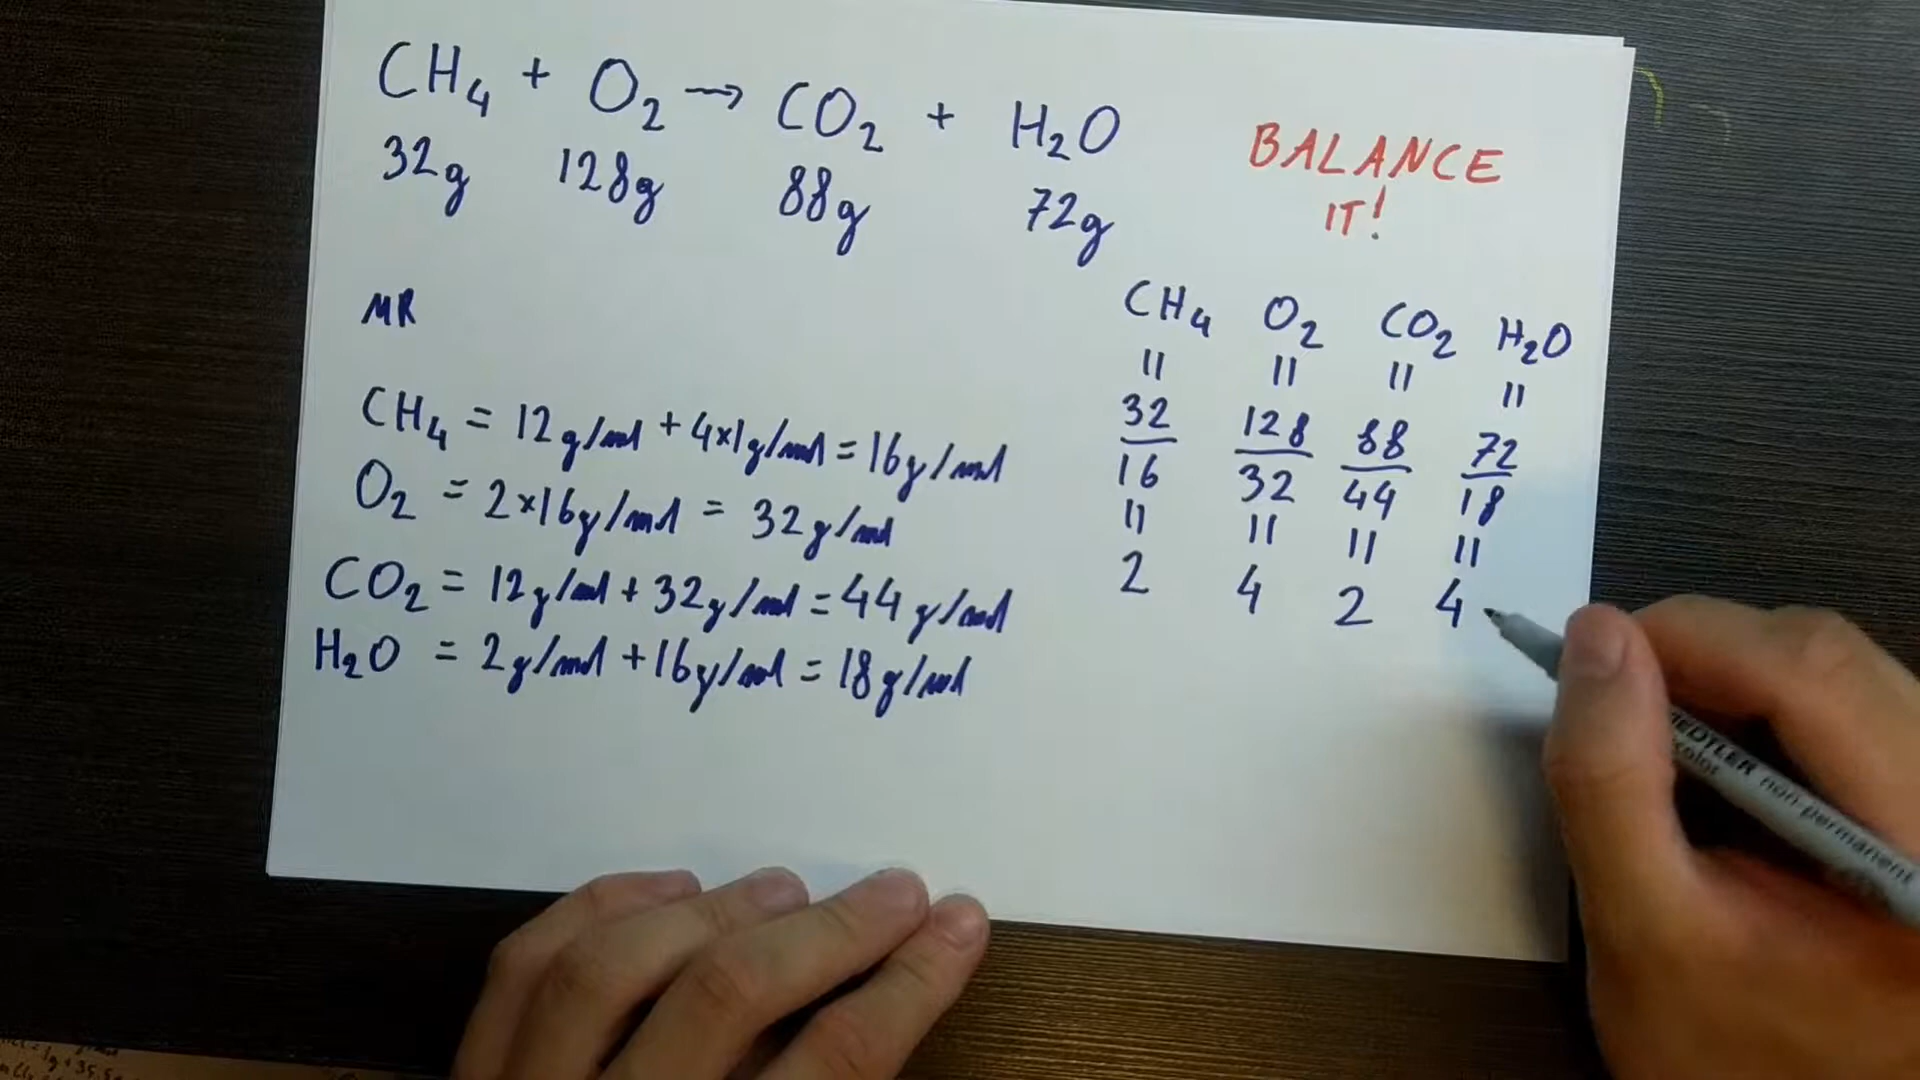 CH₄ + O₂ → CO₂ + H₂O
32g 128g 88g 72g
BALANCE
IT!
MR
CH₄ = 12g/mol + 4×1g/mol = 16g/mol
O₂ = 2×16g/mol = 32g/mol
CO₂ = 12g/mol + 32g/mol = 44g/mol
H₂O = 2g/mol + 16g/mol = 18g/mol
CH₄ O₂ CO₂ H₂O
= = = =
32 128 88 72
16 32 44 18
= = = =
2 4 2 4
non-permanent